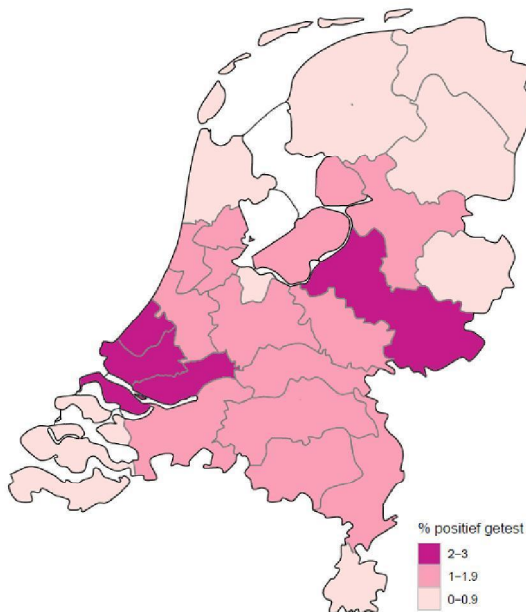 % positief getest
2–3
1–1.9
0–0.9